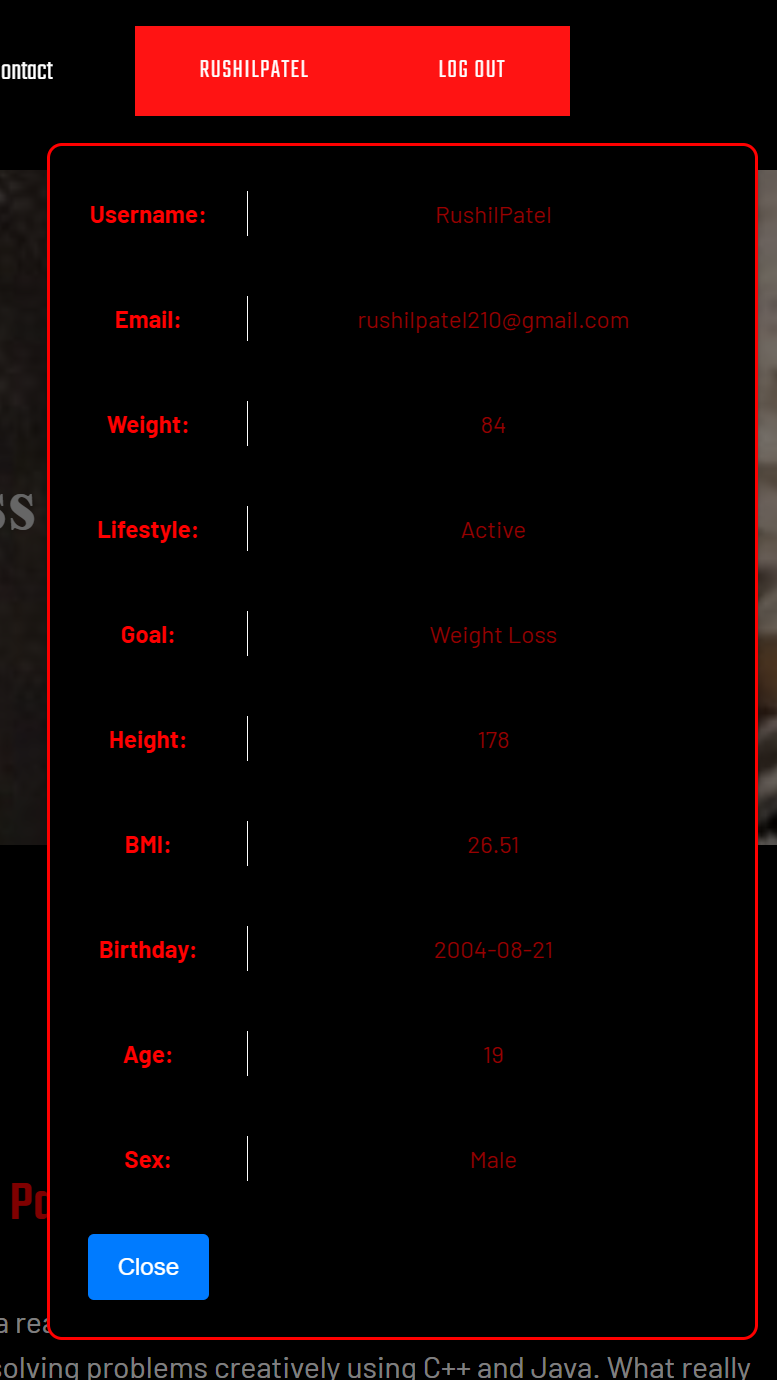 ontact
RUSHILPATEL
LOG OUT
Username:
RushilPatel
Email:
rushilpatel210@gmail.com
Weight:
84
Lifestyle:
Active
ss
Goal:
Weight Loss
Height:
178
BMI:
26.51
Birthday:
2004-08-21
Age:
19
Sex:
Male
Po
Close
a rea
solving problems creatively using C++ and Java. What really